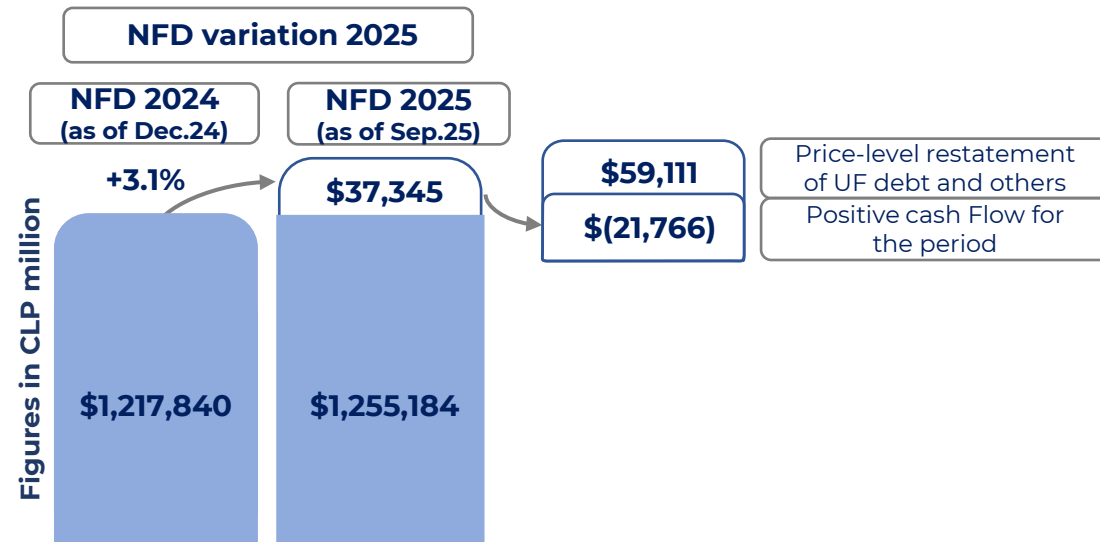 NFD variation 2025
NFD 2024
(as of Dec.24)
NFD 2025
(as of Sep.25)
+3.1%
$37,345
$59,111
$(21,766)
Price-level restatement
of UF debt and others
Positive cash Flow for
the period
Figures in CLP million
$1,217,840
$1,255,184